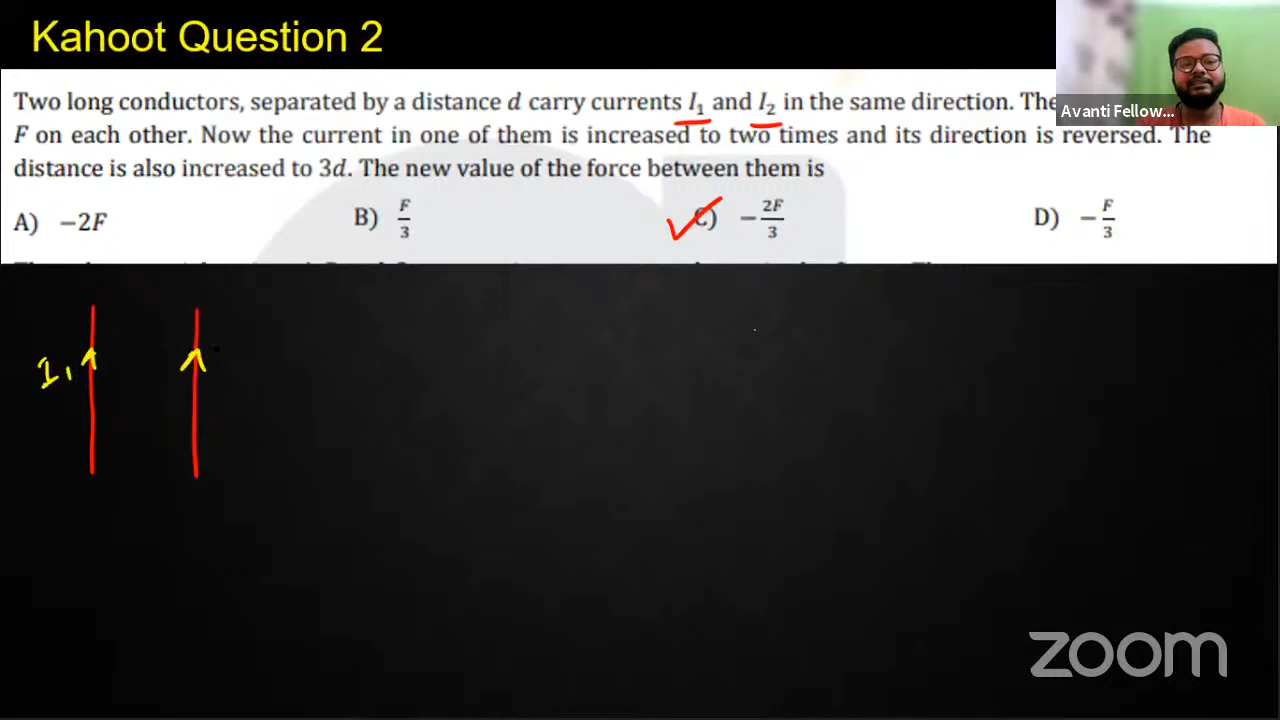 Kahoot Question 2
Two long conductors, separated by a distance d carry currents I₁ and I₂ in the same direction. The
F on each other. Now the current in one of them is increased to two times and its direction is reversed. The
distance is also increased to 3d. The new value of the force between them is
A) −2F B) F/3 C) −2F/3 D) −F/3
Avanti Fellow...
I₁
zoom